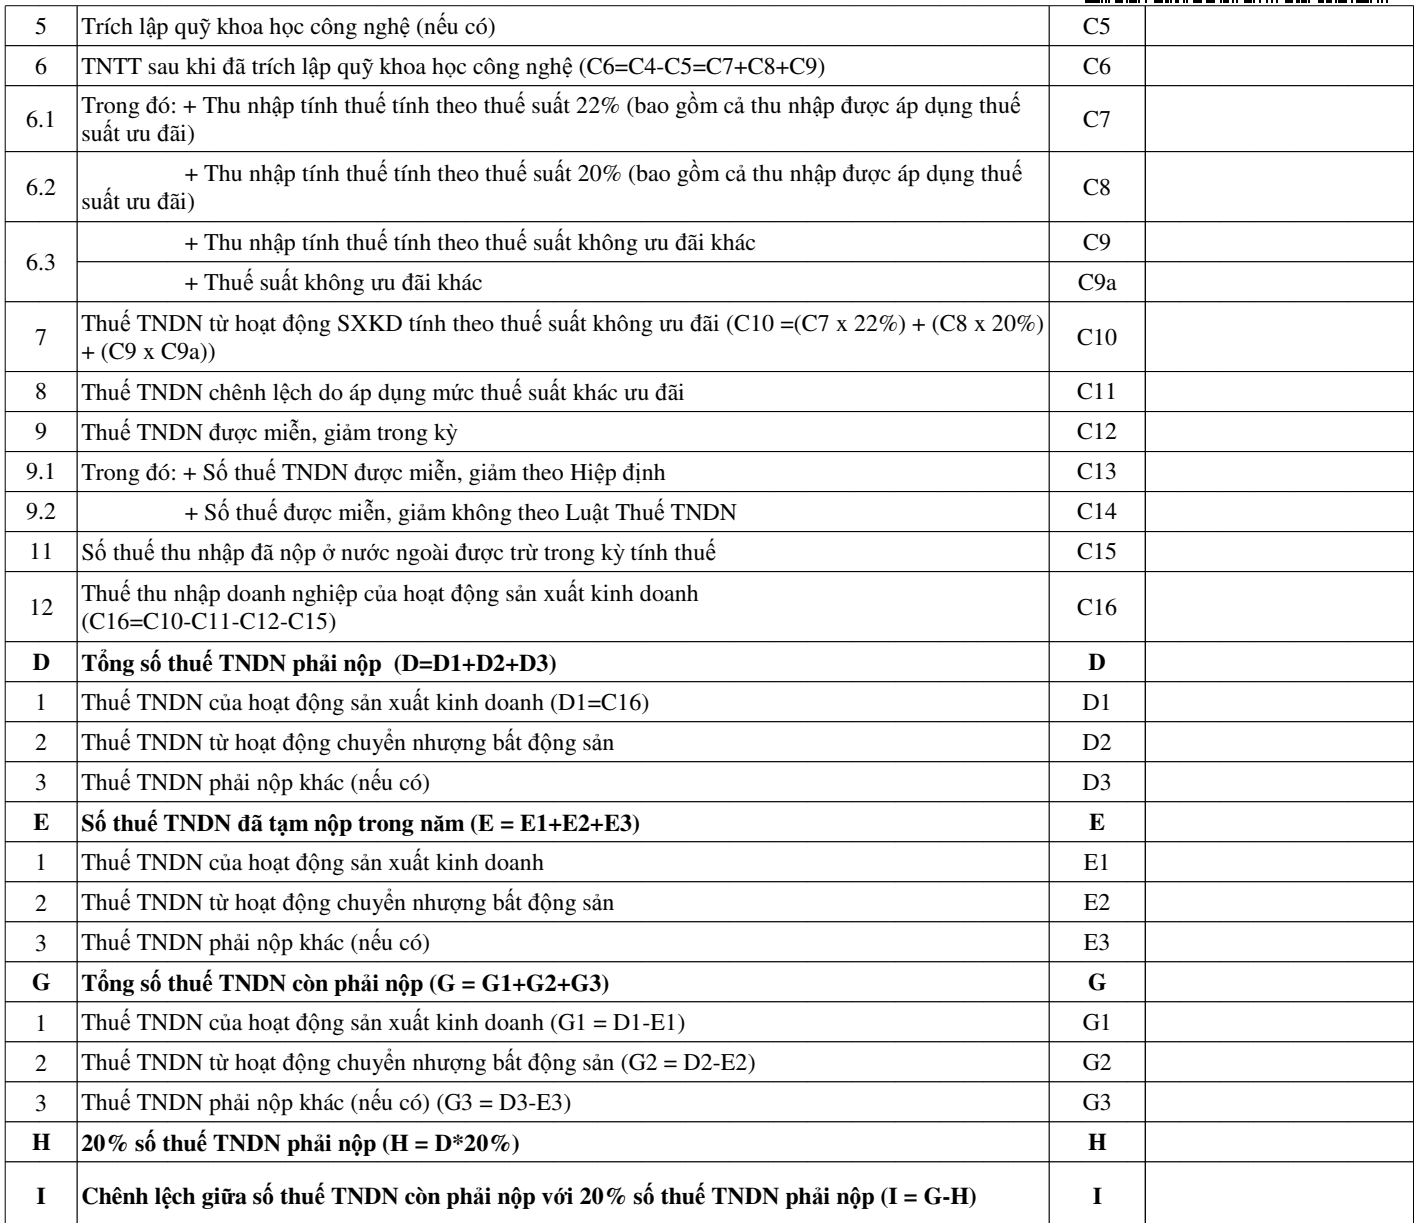 5 Trích lập quỹ khoa học công nghệ (nếu có) C5
6 TNTT sau khi đã trích lập quỹ khoa học công nghệ (C6=C4-C5=C7+C8+C9) C6
6.1 Trong đó: + Thu nhập tính thuế tính theo thuế suất 22% (bao gồm cả thu nhập được áp dụng thuế
suất ưu đãi) C7
6.2 + Thu nhập tính thuế tính theo thuế suất 20% (bao gồm cả thu nhập được áp dụng thuế
suất ưu đãi) C8
6.3 + Thu nhập tính thuế tính theo thuế suất không ưu đãi khác C9
+ Thuế suất không ưu đãi khác C9a
7 Thuế TNDN từ hoạt động SXKD tính theo thuế suất không ưu đãi (C10 =(C7 x 22%) + (C8 x 20%)
+ (C9 x C9a)) C10
8 Thuế TNDN chênh lệch do áp dụng mức thuế suất khác ưu đãi C11
9 Thuế TNDN được miễn, giảm trong kỳ C12
9.1 Trong đó: + Số thuế TNDN được miễn, giảm theo Hiệp định C13
9.2 + Số thuế được miễn, giảm không theo Luật Thuế TNDN C14
11 Số thuế thu nhập đã nộp ở nước ngoài được trừ trong kỳ tính thuế C15
12 Thuế thu nhập doanh nghiệp của hoạt động sản xuất kinh doanh
(C16=C10-C11-C12-C15) C16
D Tổng số thuế TNDN phải nộp (D=D1+D2+D3) D
1 Thuế TNDN của hoạt động sản xuất kinh doanh (D1=C16) D1
2 Thuế TNDN từ hoạt động chuyển nhượng bất động sản D2
3 Thuế TNDN phải nộp khác (nếu có) D3
E Số thuế TNDN đã tạm nộp trong năm (E = E1+E2+E3) E
1 Thuế TNDN của hoạt động sản xuất kinh doanh E1
2 Thuế TNDN từ hoạt động chuyển nhượng bất động sản E2
3 Thuế TNDN phải nộp khác (nếu có) E3
G Tổng số thuế TNDN còn phải nộp (G = G1+G2+G3) G
1 Thuế TNDN của hoạt động sản xuất kinh doanh (G1 = D1-E1) G1
2 Thuế TNDN từ hoạt động chuyển nhượng bất động sản (G2 = D2-E2) G2
3 Thuế TNDN phải nộp khác (nếu có) (G3 = D3-E3) G3
H 20% số thuế TNDN phải nộp (H = D*20%) H
I Chênh lệch giữa số thuế TNDN còn phải nộp với 20% số thuế TNDN phải nộp (I = G-H) I